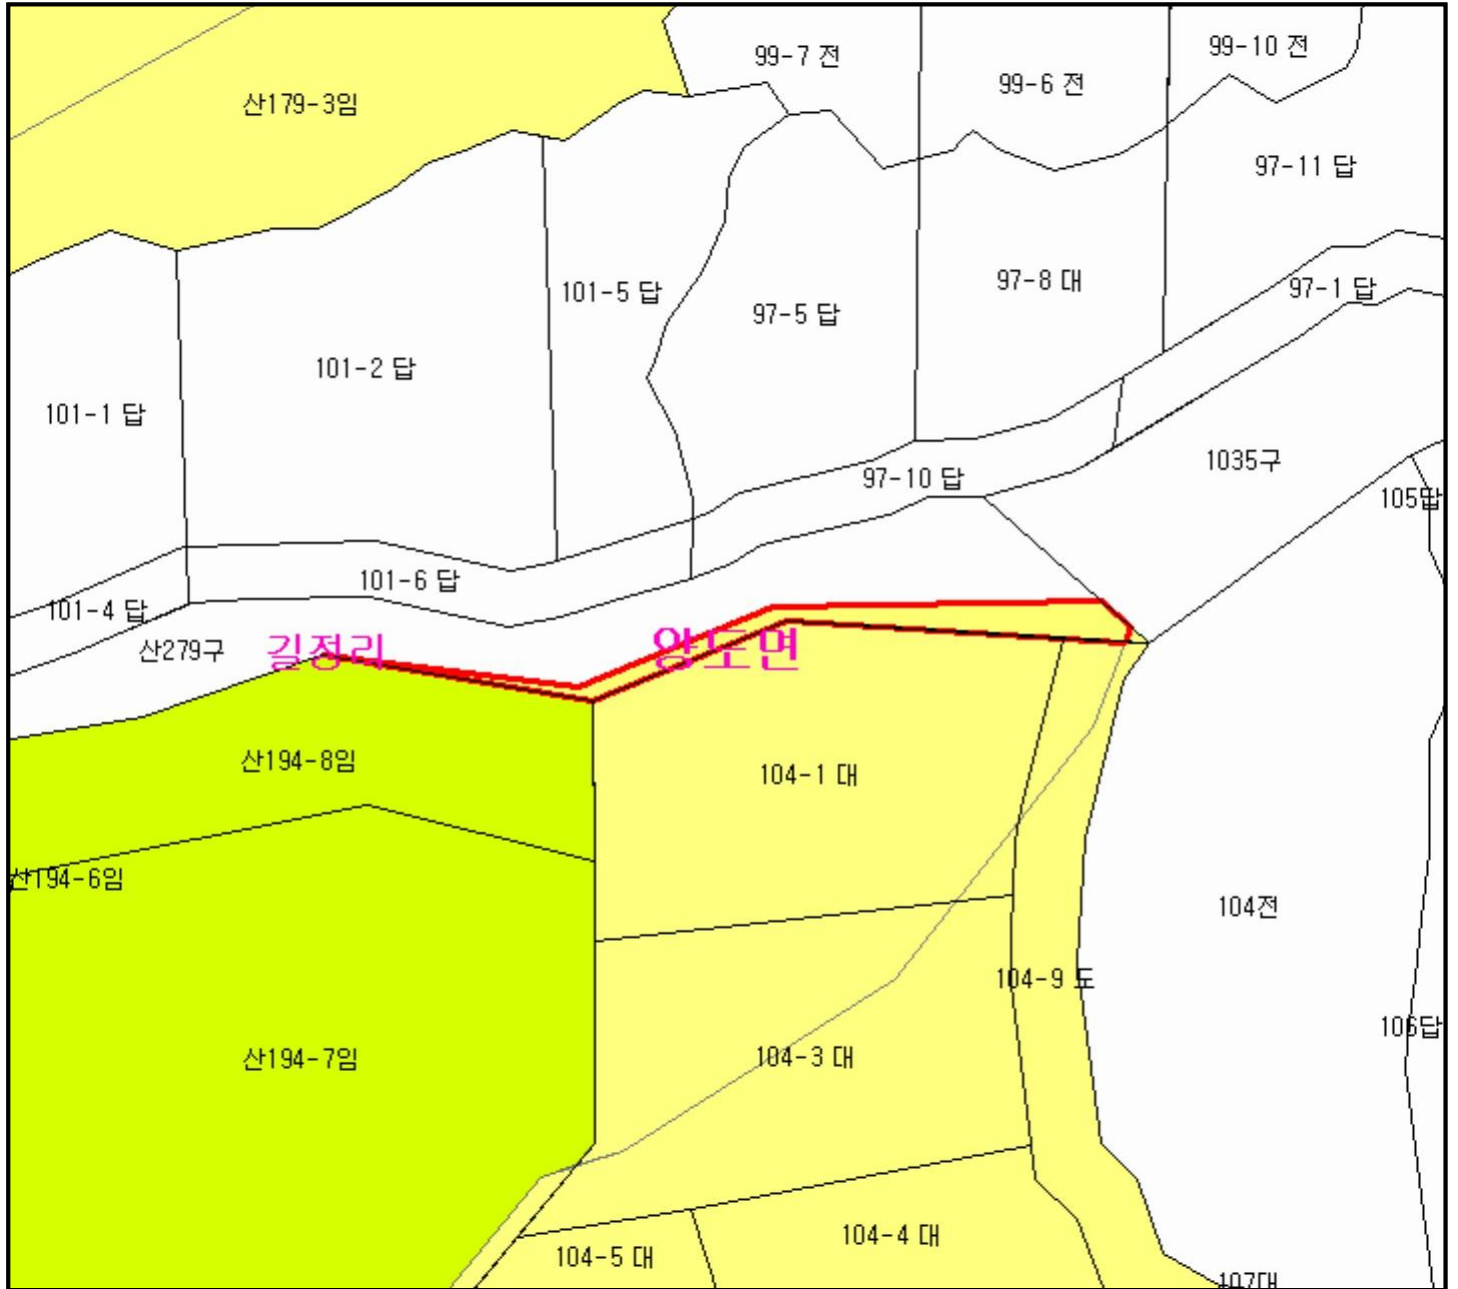 99-7 전
99-10 전
99-6 전
산179-3임
97-11 답
97-8 대
97-1 답
101-5 답
97-5 답
101-2 답
101-1 답
1035구
97-10 답
105답
101-6 답
101-4 답
산279구
길정리
양도면
산194-8임
104-1 대
산194-6임
104전
104-9 도
106답
산194-7임
104-3 대
104-4 대
104-5 대
107대